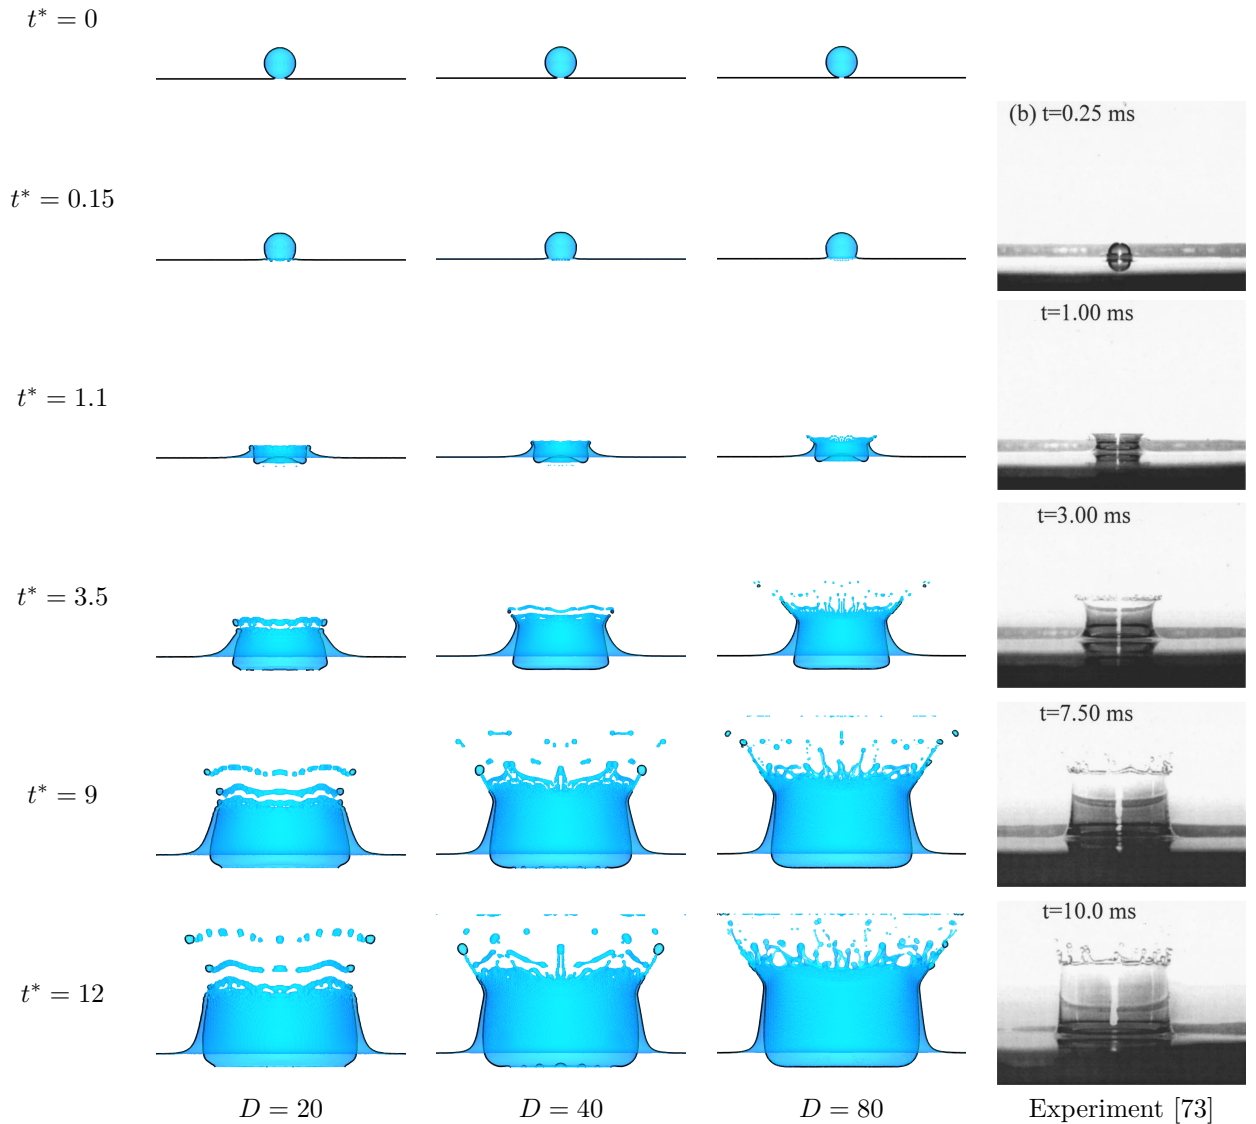 t* = 0
(b) t=0.25 ms
t* = 0.15
t=1.00 ms
t* = 1.1
t=3.00 ms
t* = 3.5
t=7.50 ms
t* = 9
t=10.0 ms
t* = 12
D = 20 D = 40 D = 80 Experiment [73]